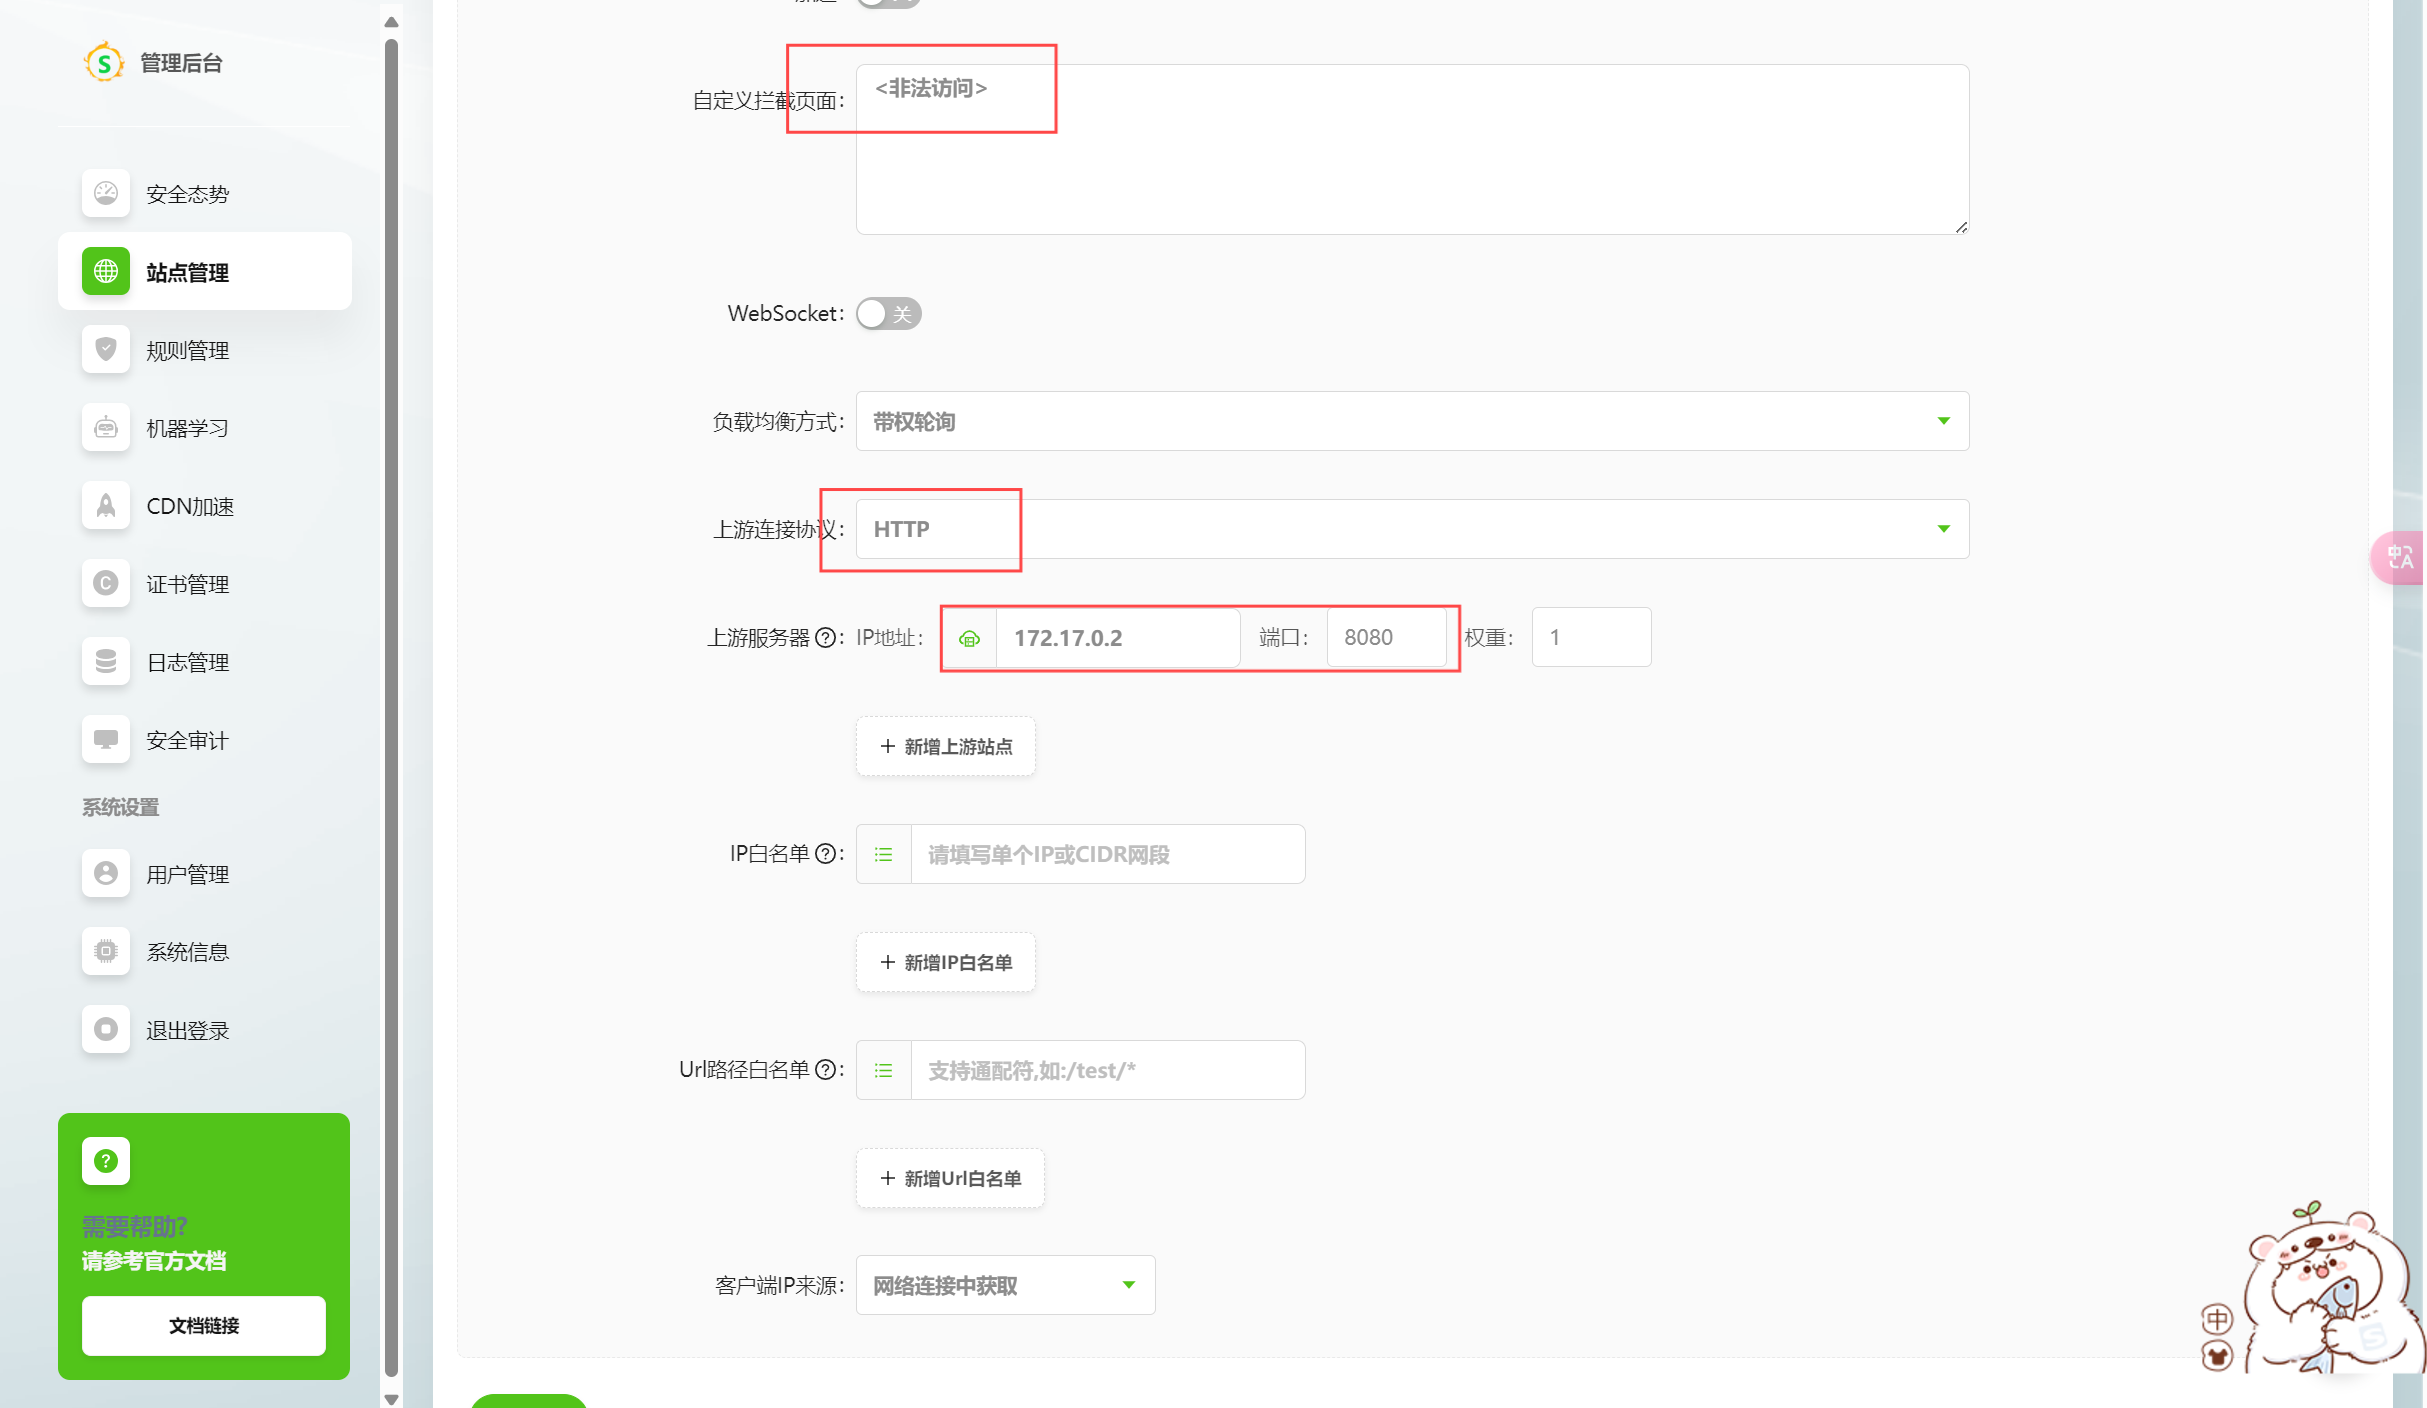 管理后台
安全态势
站点管理
规则管理
机器学习
CDN加速
证书管理
日志管理
安全审计
系统设置
用户管理
系统信息
退出登录
需要帮助?
请参考官方文档
文档链接
自定义拦截页面:
<非法访问>
WebSocket:
关
负载均衡方式:
带权轮询
上游连接协议:
HTTP
上游服务器 ? : IP地址: 172.17.0.2 端口: 8080 权重: 1
+ 新增上游站点
IP白名单 ? : 请填写单个IP或CIDR网段
+ 新增IP白名单
Url路径白名单 ? : 支持通配符,如:/test/*
+ 新增Url白名单
客户端IP来源: 网络连接中获取
中